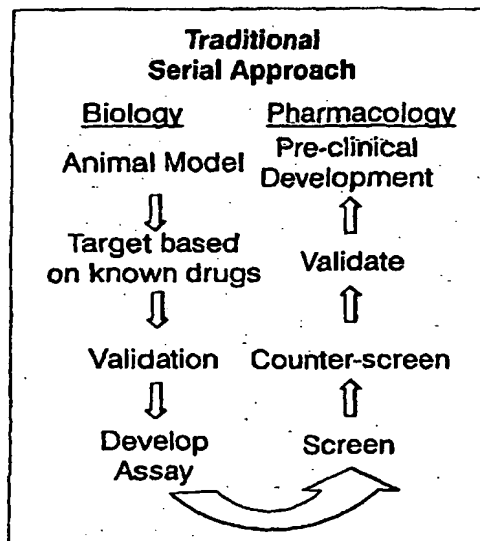 Traditional
Serial Approach
Biology
Animal Model
Target based
on known drugs
Validation
Develop
Assay
Pharmacology
Pre-clinical
Development
Validate
Counter-screen
Screen